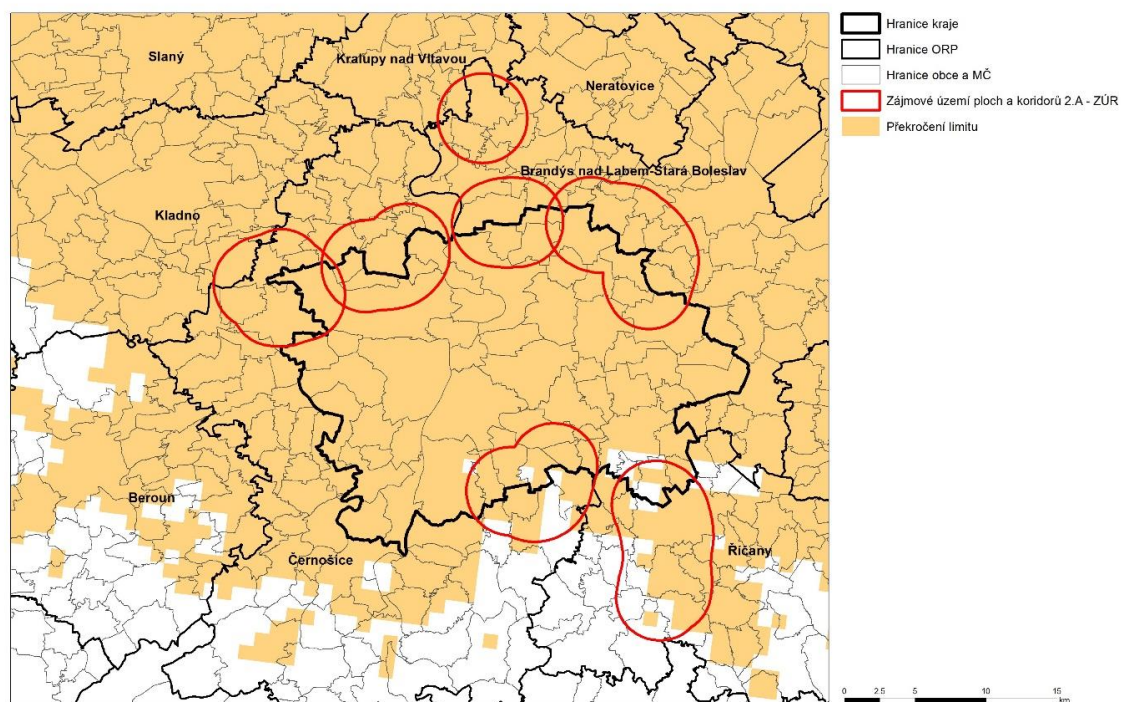 Slaný
Kralupy nad Vltavou
Neratovice
Brandýs nad Labem-Stará Boleslav
Kladno
Beroun
Černošice
Říčany
Hranice kraje
Hranice ORP
Hranice obce a MČ
Zájmové území ploch a koridorů 2.A - ZÚR
Překročení limitu
0 2.5 5 10 15
km